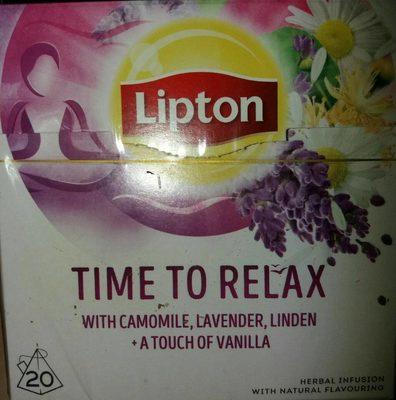 Lipton
TIME TO RELAX
WITH CAMOMILE, LAVENDER, LINDEN
+ A TOUCH OF VANILLA
20
HERBAL INFUSION
WITH NATURAL FLAVOURING